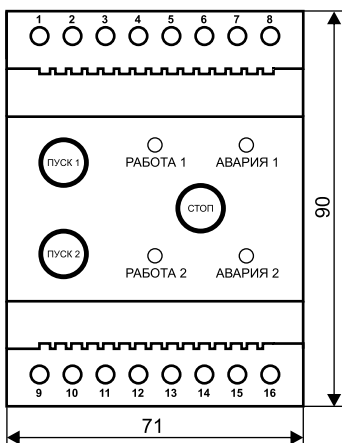 1 2 3 4 5 6 7 8
ПУСК 1
РАБОТА 1
АВАРИЯ 1
СТОП
ПУСК 2
РАБОТА 2
АВАРИЯ 2
90
9 10 11 12 13 14 15 16
71